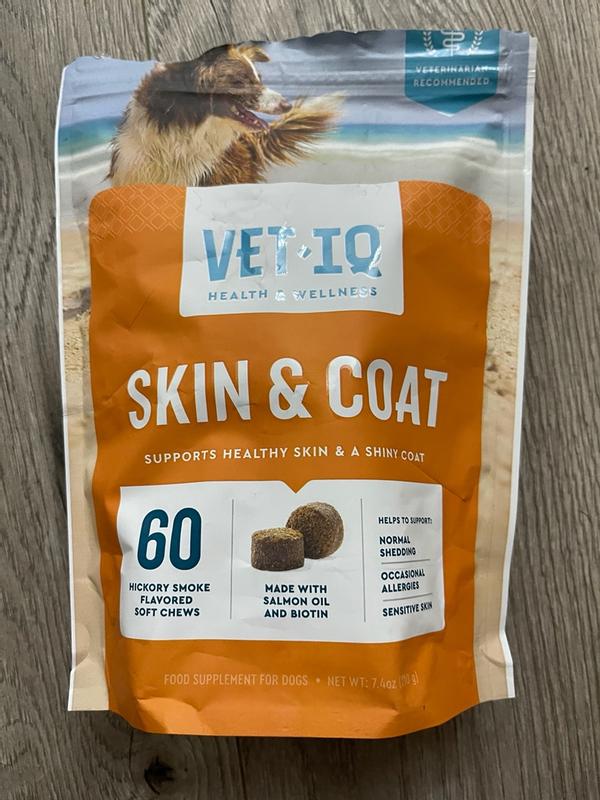 VETERINARIAN
RECOMMENDED
VET·IQ™
HEALTH & WELLNESS
SKIN & COAT
SUPPORTS HEALTHY SKIN & A SHINY COAT
60
HICKORY SMOKE
FLAVORED
SOFT CHEWS
MADE WITH
SALMON OIL
AND BIOTIN
HELPS TO SUPPORT:
NORMAL
SHEDDING
OCCASIONAL
ALLERGIES
SENSITIVE SKIN
FOOD SUPPLEMENT FOR DOGS • NET WT: 7.4oz (210 g)